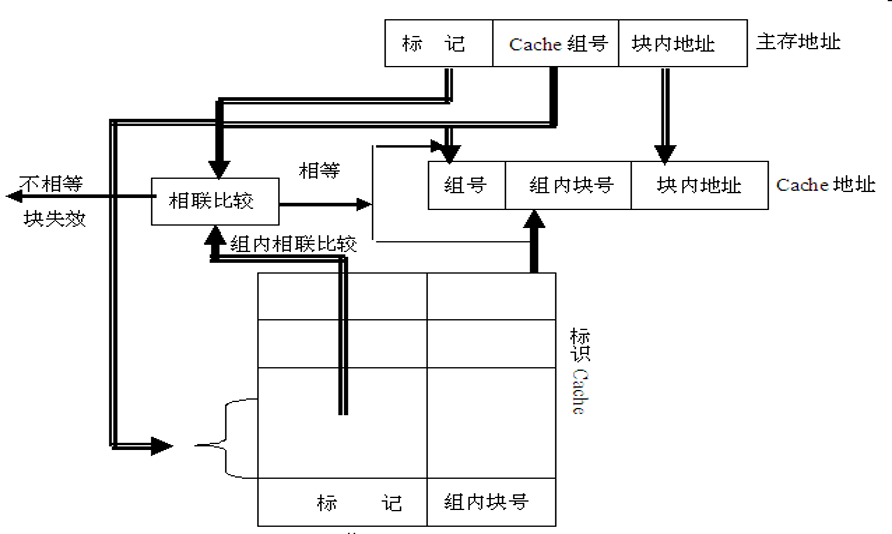 标 记 Cache 组号 块内地址 主存地址
不相等
块失效
相等
相联比较
组号 组内块号 块内地址 Cache 地址
组内相联比较
标识 Cache
标 记 组内块号